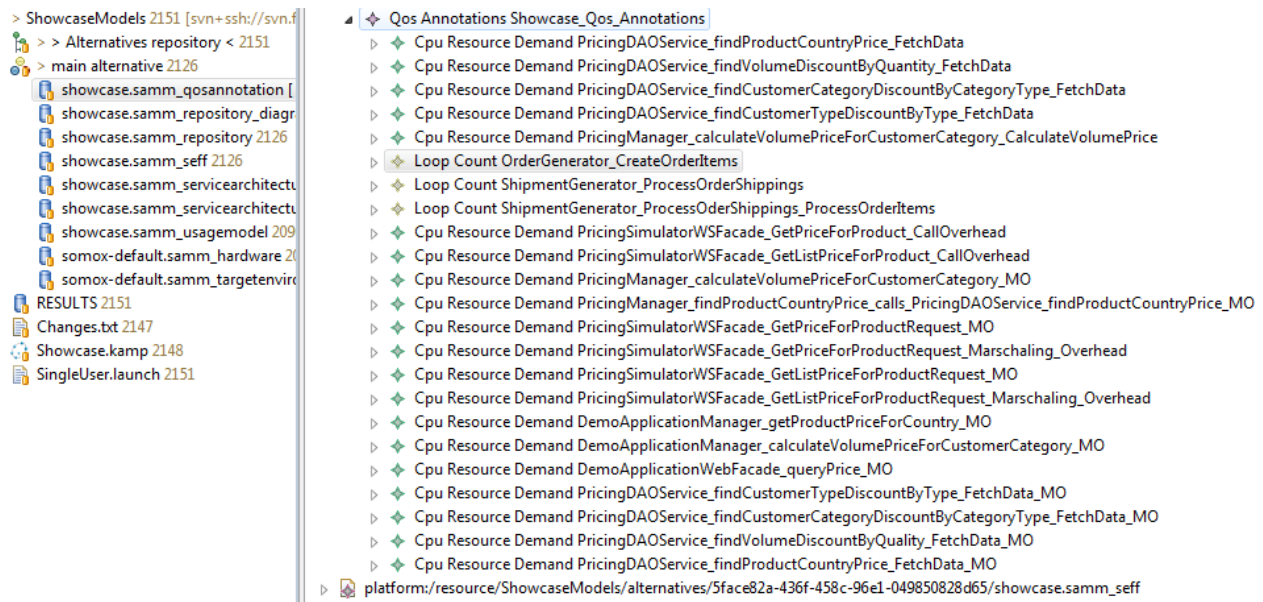 > ShowcaseModels 2151 [svn+ssh://svn.f
> > Alternatives repository < 2151
> main alternative 2126
showcase.samm_qosannotation [
showcase.samm_repository_diagr
showcase.samm_repository 2126
showcase.samm_seff 2126
showcase.samm_servicearchitectu
showcase.samm_servicearchitectu
showcase.samm_usagemodel 209
somox-default.samm_hardware 20
somox-default.samm_targetenviro
RESULTS 2151
Changes.txt 2147
Showcase.kamp 2148
SingleUser.launch 2151
Qos Annotations Showcase_Qos_Annotations
Cpu Resource Demand PricingDAOService_findProductCountryPrice_FetchData
Cpu Resource Demand PricingDAOService_findVolumeDiscountByQuantity_FetchData
Cpu Resource Demand PricingDAOService_findCustomerCategoryDiscountByCategoryType_FetchData
Cpu Resource Demand PricingDAOService_findCustomerTypeDiscountByType_FetchData
Cpu Resource Demand PricingManager_calculateVolumePriceForCustomerCategory_CalculateVolumePrice
Loop Count OrderGenerator_CreateOrderItems
Loop Count ShipmentGenerator_ProcessOrderShippings
Loop Count ShipmentGenerator_ProcessOderShippings_ProcessOrderItems
Cpu Resource Demand PricingSimulatorWSFacade_GetPriceForProduct_CallOverhead
Cpu Resource Demand PricingSimulatorWSFacade_GetListPriceForProduct_CallOverhead
Cpu Resource Demand PricingManager_calculateVolumePriceForCustomerCategory_MO
Cpu Resource Demand PricingManager_findProductCountryPrice_calls_PricingDAOService_findProductCountryPrice_MO
Cpu Resource Demand PricingSimulatorWSFacade_GetPriceForProductRequest_MO
Cpu Resource Demand PricingSimulatorWSFacade_GetPriceForProductRequest_Marschaling_Overhead
Cpu Resource Demand PricingSimulatorWSFacade_GetListPriceForProductRequest_MO
Cpu Resource Demand PricingSimulatorWSFacade_GetListPriceForProductRequest_Marschaling_Overhead
Cpu Resource Demand DemoApplicationManager_getProductPriceForCountry_MO
Cpu Resource Demand DemoApplicationManager_calculateVolumePriceForCustomerCategory_MO
Cpu Resource Demand DemoApplicationWebFacade_queryPrice_MO
Cpu Resource Demand PricingDAOService_findCustomerTypeDiscountByType_FetchData_MO
Cpu Resource Demand PricingDAOService_findCustomerCategoryDiscountByCategoryType_FetchData_MO
Cpu Resource Demand PricingDAOService_findVolumeDiscountByQuality_FetchData_MO
Cpu Resource Demand PricingDAOService_findProductCountryPrice_FetchData_MO
platform:/resource/ShowcaseModels/alternatives/5face82a-436f-458c-96e1-049850828d65/showcase.samm_seff